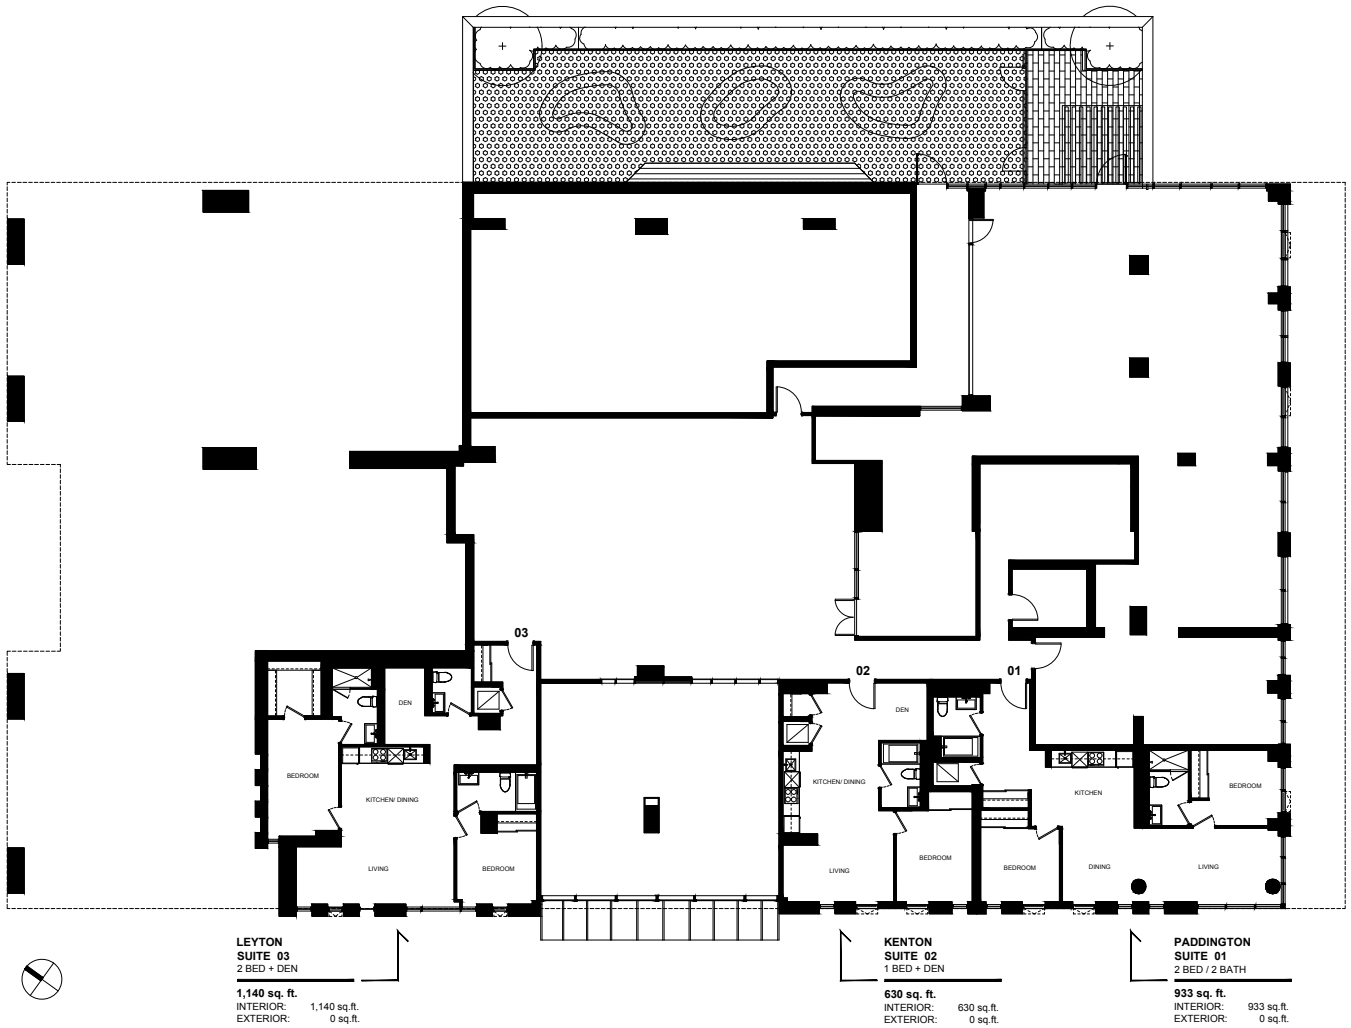 03
02
01
DEN
DEN
BEDROOM
KITCHEN/ DINING
KITCHEN/ DINING
KITCHEN
BEDROOM
LIVING
BEDROOM
LIVING
BEDROOM
BEDROOM
DINING
LIVING
LEYTON
SUITE 03
2 BED + DEN
1,140 sq. ft.
INTERIOR: 1,140 sq.ft.
EXTERIOR: 0 sq.ft.
KENTON
SUITE 02
1 BED + DEN
630 sq. ft.
INTERIOR: 630 sq.ft.
EXTERIOR: 0 sq.ft.
PADDINGTON
SUITE 01
2 BED / 2 BATH
933 sq. ft.
INTERIOR: 933 sq.ft.
EXTERIOR: 0 sq.ft.